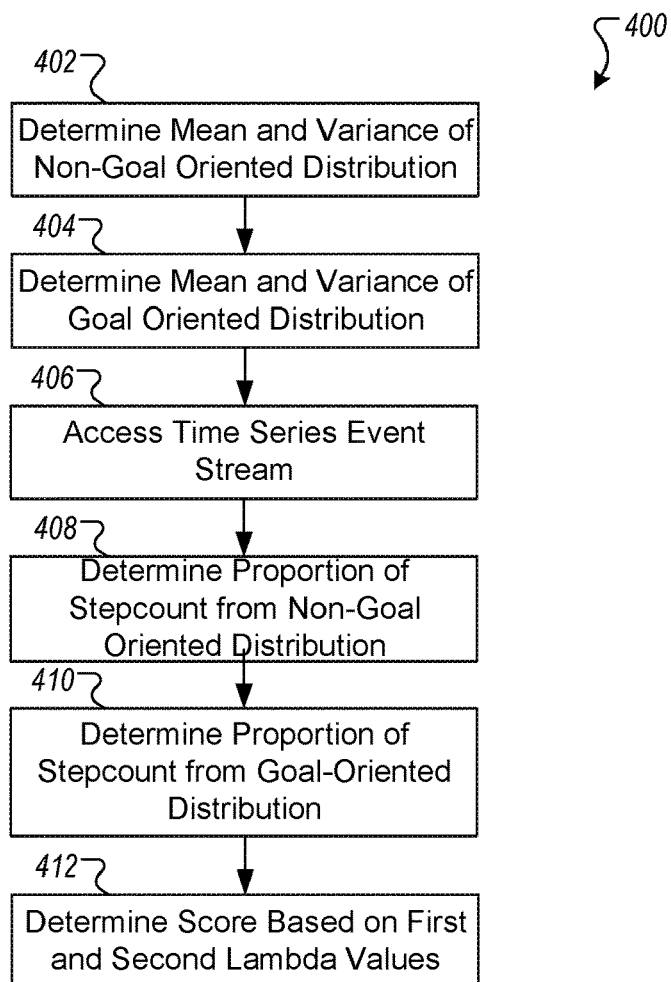 400
402
Determine Mean and Variance of
Non-Goal Oriented Distribution
404
Determine Mean and Variance of
Goal Oriented Distribution
406
Access Time Series Event
Stream
408
Determine Proportion of
Stepcount from Non-Goal
Oriented Distribution
410
Determine Proportion of
Stepcount from Goal-Oriented
Distribution
412
Determine Score Based on First
and Second Lambda Values